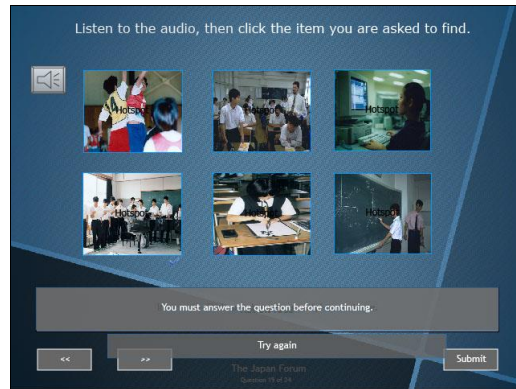 Listen to the audio, then click the item you are asked to find.
Hotspot
Hotspot
Hotspot
Hotspot
Hotspot
Hotspot
You must answer the question before continuing.
Try again
<< >> Submit
The Japan Forum